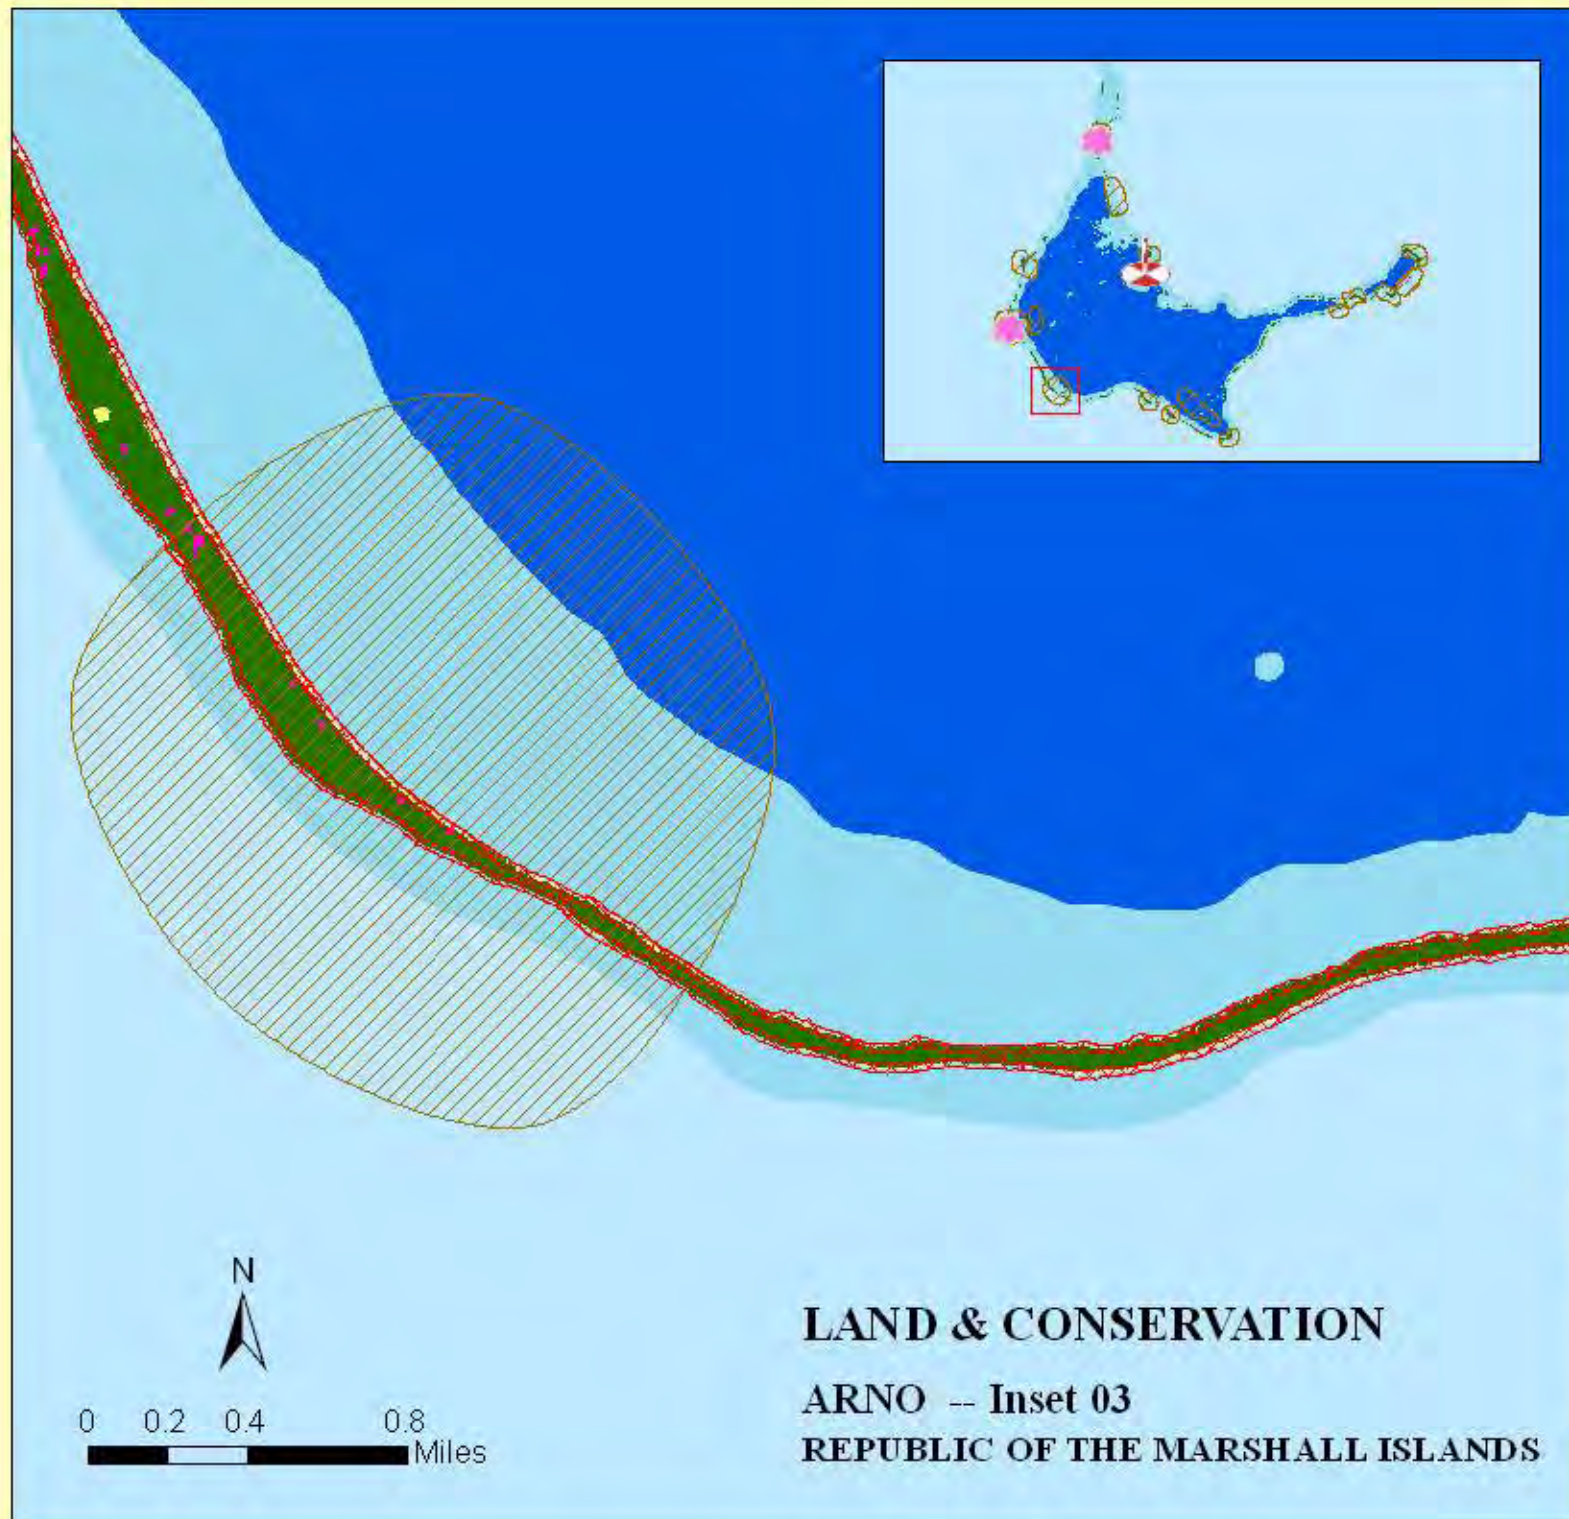 N
0 0.2 0.4 0.8
Miles
LAND & CONSERVATION
ARNO -- Inset 03
REPUBLIC OF THE MARSHALL ISLANDS